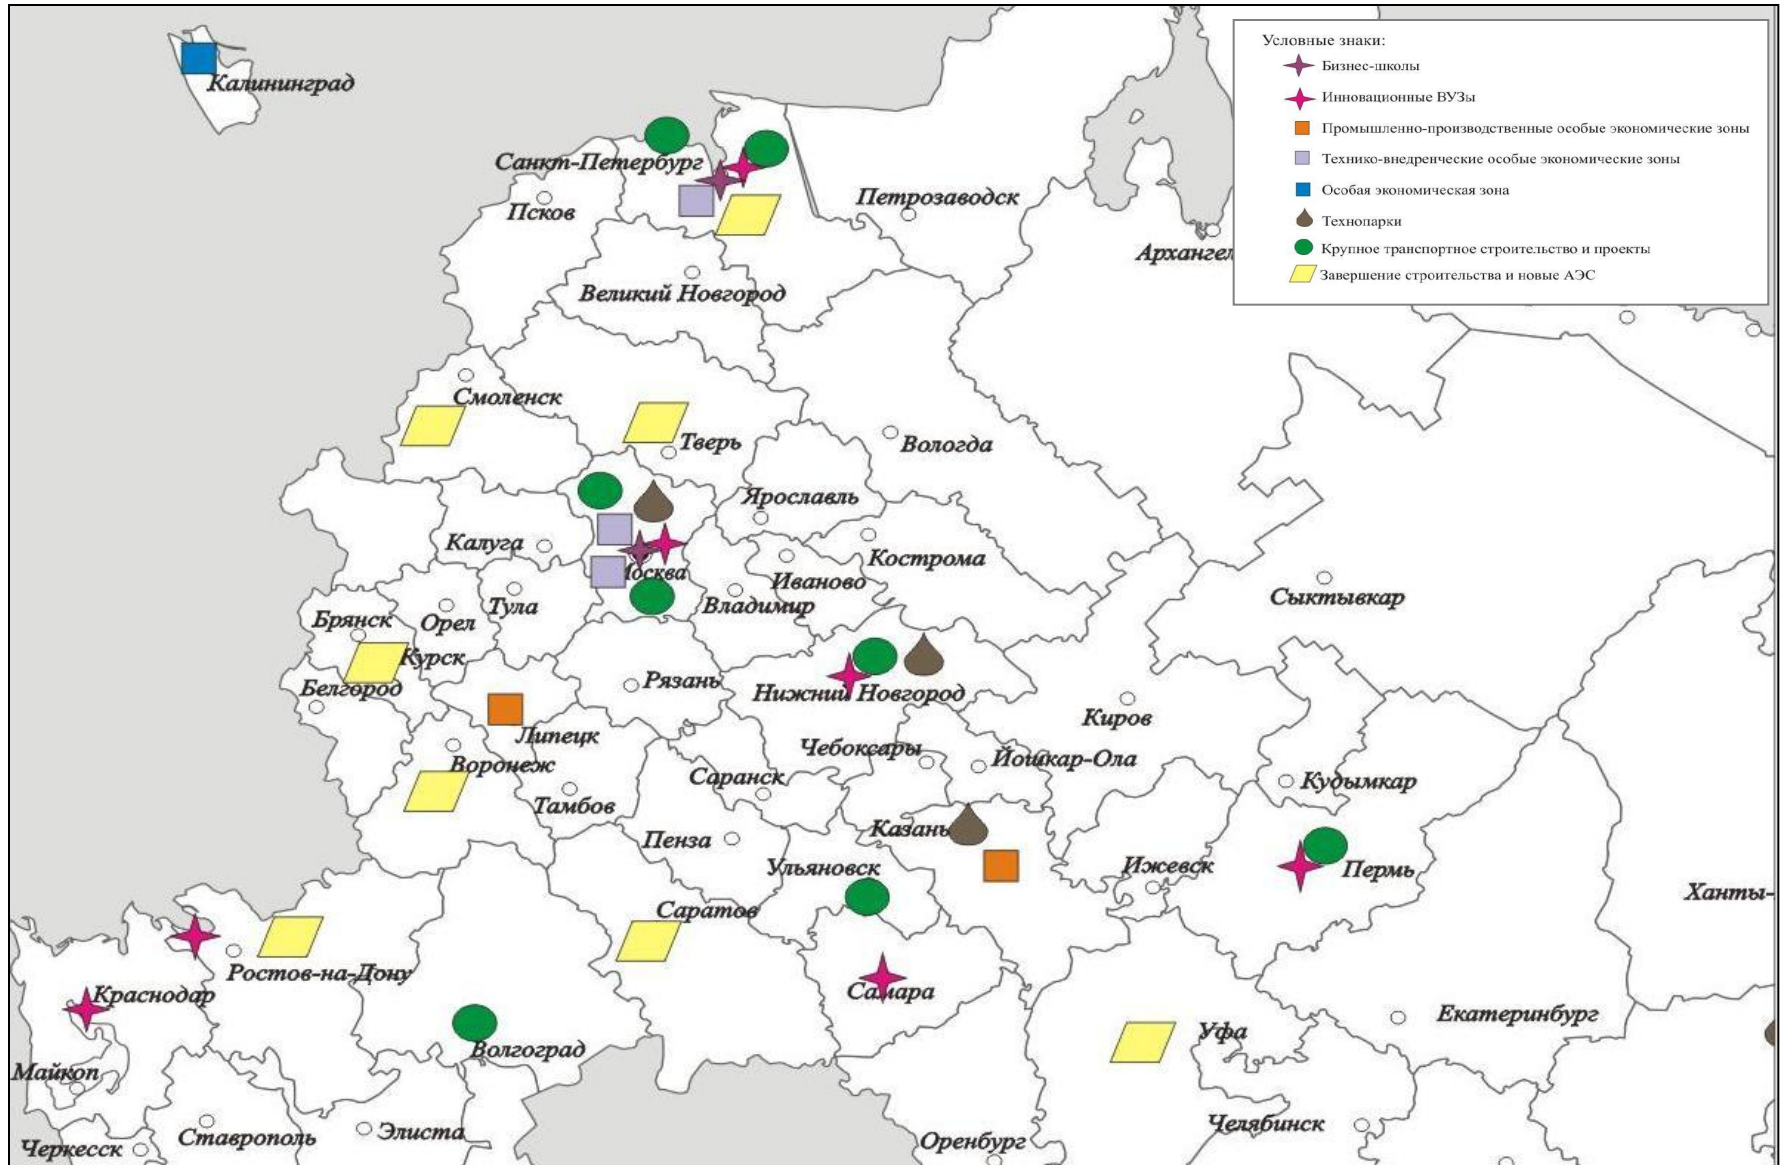 Условные знаки:
Бизнес-школы
Инновационные ВУЗы
Промышленно-производственные особые экономические зоны
Технико-внедренческие особые экономические зоны
Особая экономическая зона
Технопарки
Крупное транспортное строительство и проекты
Завершение строительства и новые АЭС
Калининград
Санкт-Петербург
Псков
Петрозаводск
Архангел
Великий Новгород
Смоленск
Тверь
Вологда
Ярославль
Калуга
Кострома
Москва
Иваново
Сыктывкар
Тула
Владимир
Брянск
Орел
Курск
Белгород
Рязань
Нижний Новгород
Киров
Липецк
Чебоксары
Йошкар-Ола
Воронеж
Саранск
Кудымкар
Тамбов
Казань
Пенза
Ульяновск
Ижевск
Пермь
Ханты-
Саратов
Ростов-на-Дону
Краснодар
Самара
Екатеринбург
Уфа
Волгоград
Майкоп
Челябинск
Ставрополь
Элиста
Оренбург
Черкесск